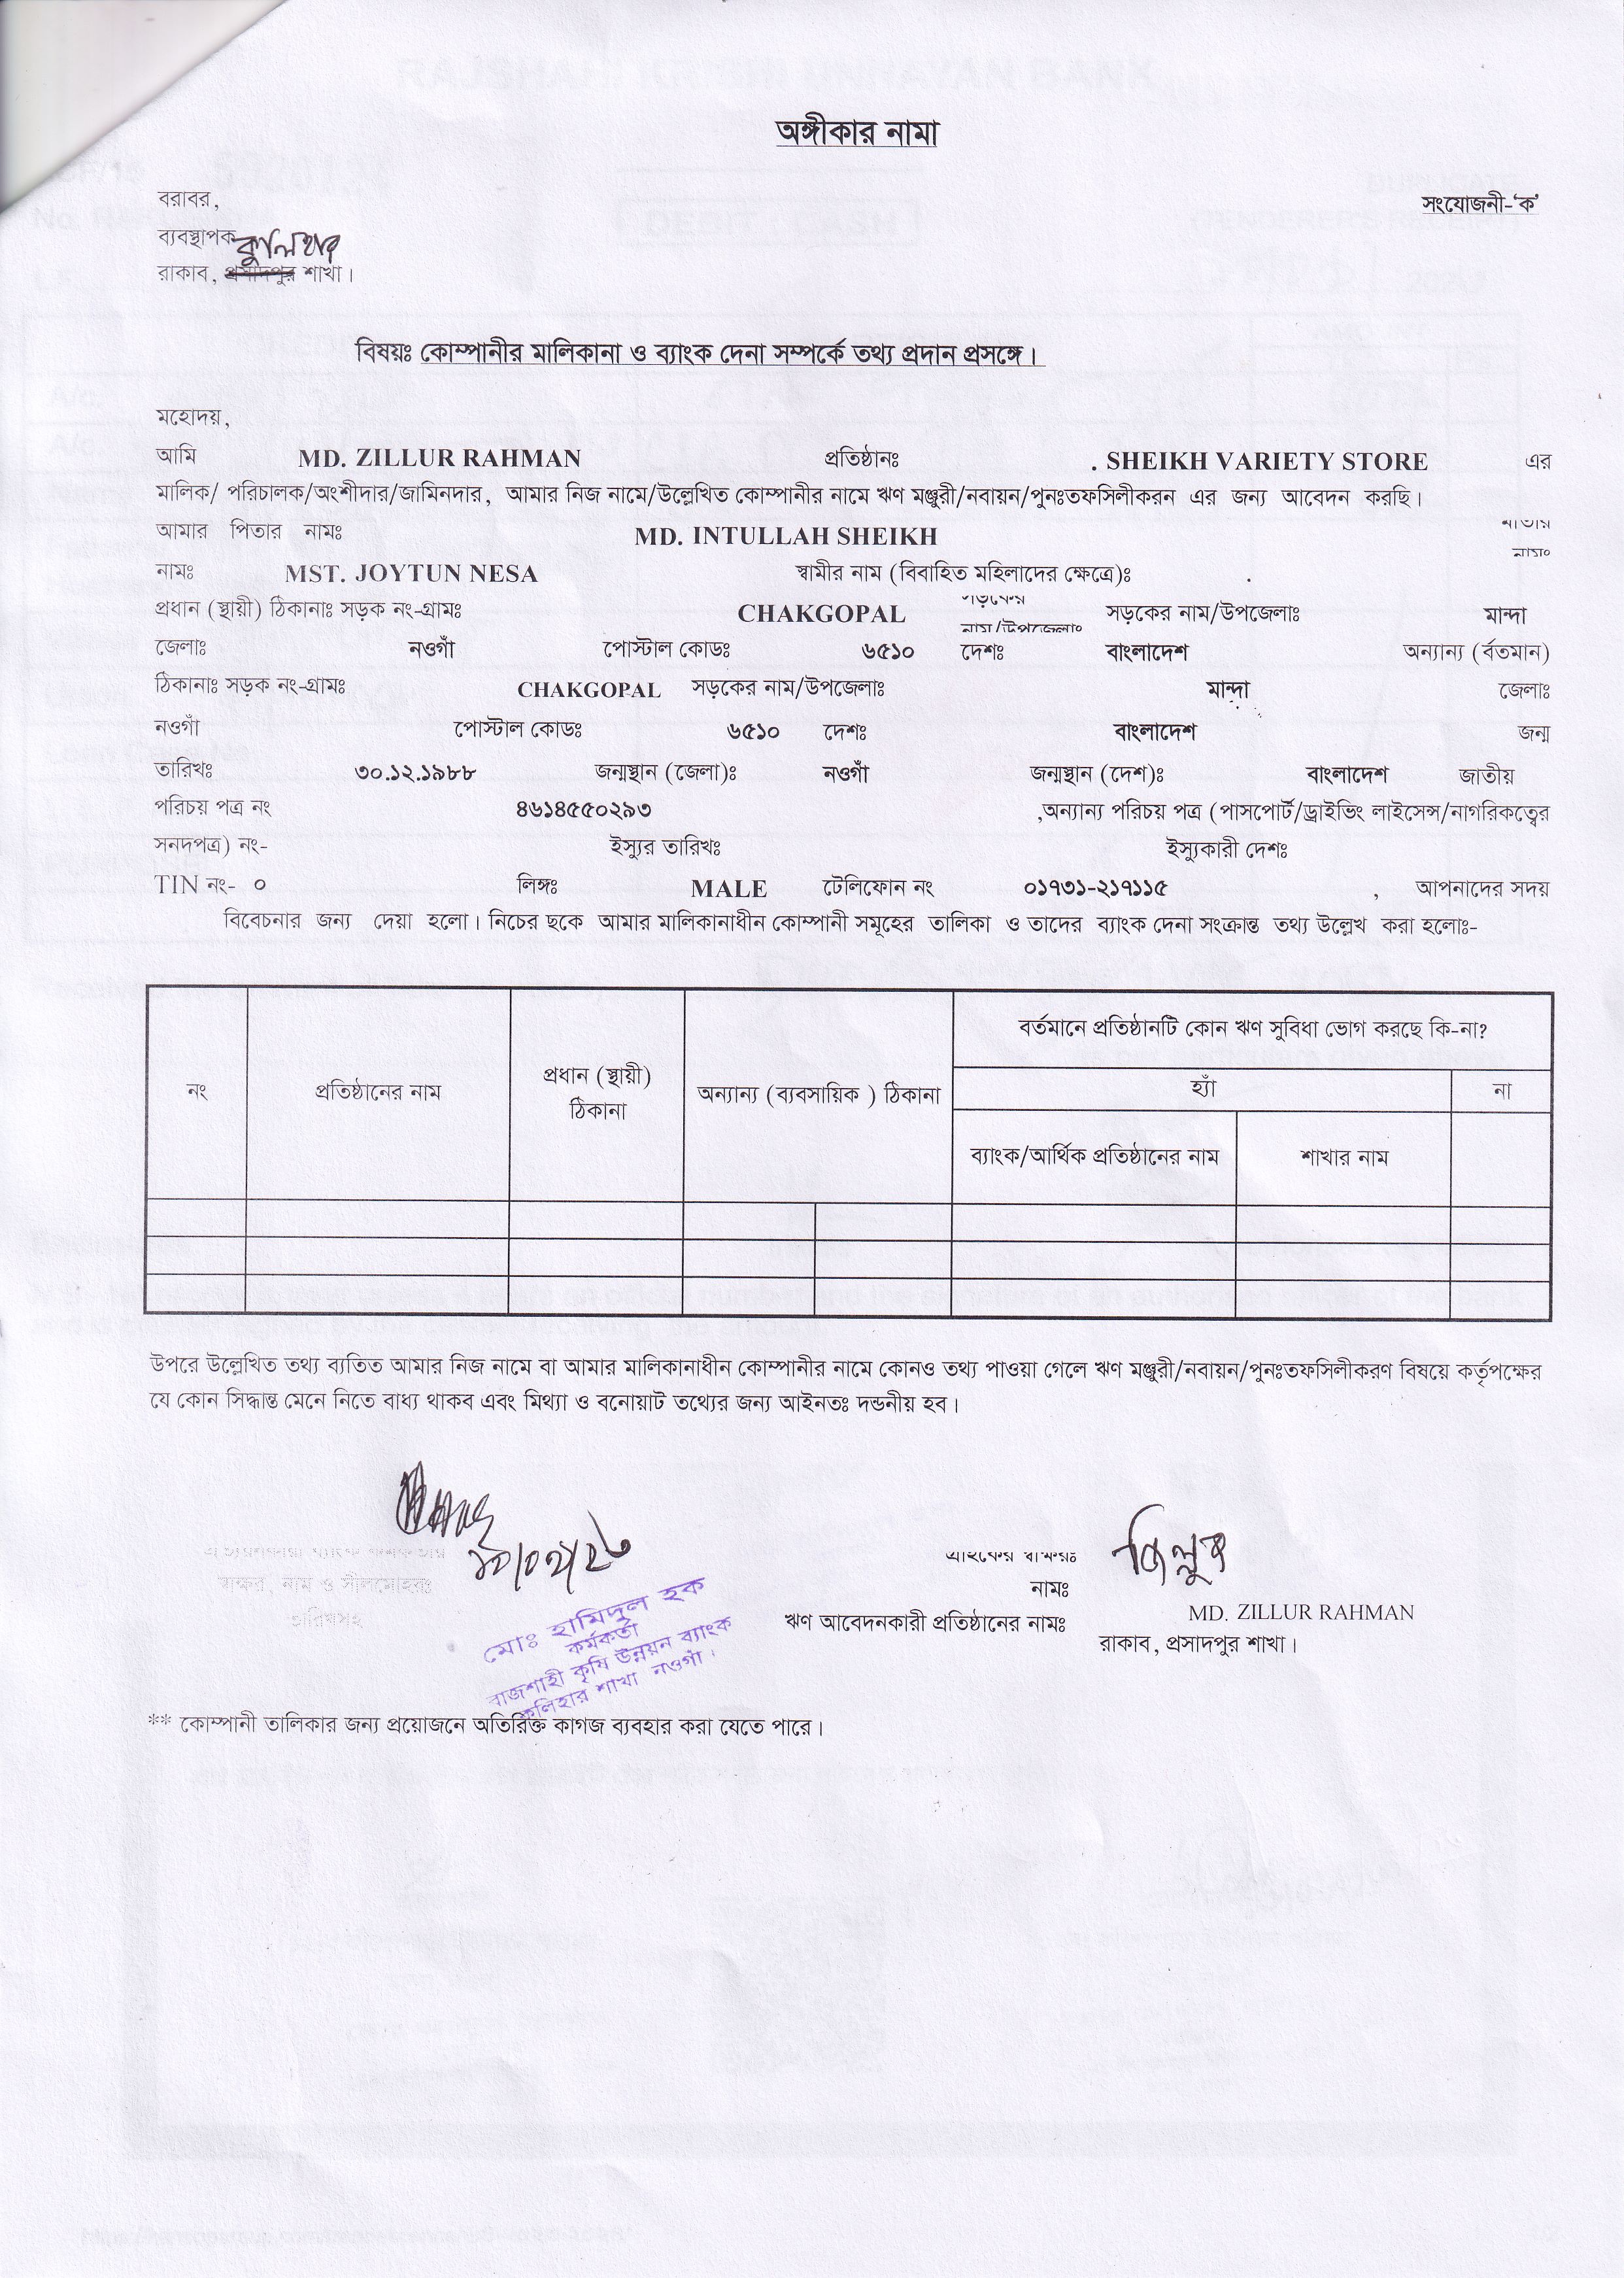 অঙ্গীকার নামা
বরাবর,
সংযোজনী-‘ক’
ব্যবস্থাপক
কুলিহার
রাকাব, প্রসাদপুর শাখা।
বিষয়ঃ কোম্পানীর মালিকানা ও ব্যাংক দেনা সম্পর্কে তথ্য প্রদান প্রসঙ্গে।
মহোদয়,
আমি MD. ZILLUR RAHMAN প্রতিষ্ঠানঃ . SHEIKH VARIETY STORE এর
মালিক/ পরিচালক/অংশীদার/জামিনদার, আমার নিজ নামে/উল্লেখিত কোম্পানীর নামে ঋণ মঞ্জুরী/নবায়ন/পুনঃতফসিলীকরন এর জন্য আবেদন করছি।
আমার পিতার নামঃ MD. INTULLAH SHEIKH মাতার
নামঃ MST. JOYTUN NESA স্বামীর নাম (বিবাহিত মহিলাদের ক্ষেত্রে)ঃ .
প্রধান (স্থায়ী) ঠিকানাঃ সড়ক নং-গ্রামঃ CHAKGOPAL সড়কের নাম/উপজেলাঃ সড়কের নাম/উপজেলাঃ মান্দা
জেলাঃ নওগাঁ পোস্টাল কোডঃ ৬৫১০ দেশঃ বাংলাদেশ অন্যান্য (র্বতমান)
ঠিকানাঃ সড়ক নং-গ্রামঃ CHAKGOPAL সড়কের নাম/উপজেলাঃ মান্দা জেলাঃ
নওগাঁ পোস্টাল কোডঃ ৬৫১০ দেশঃ বাংলাদেশ জন্ম
তারিখঃ ৩০.১২.১৯৮৮ জন্মস্থান (জেলা)ঃ নওগাঁ জন্মস্থান (দেশ)ঃ বাংলাদেশ জাতীয়
পরিচয় পত্র নং ৪৬১৪৫৫০২৯৩ ,অন্যান্য পরিচয় পত্র (পাসপোর্ট/ড্রাইভিং লাইসেন্স/নাগরিকত্বের
সনদপত্র) নং- ইস্যুর তারিখঃ ইস্যুকারী দেশঃ
TIN নং- ০ লিঙ্গঃ MALE টেলিফোন নং ০১৭৩১-২১৭১১৫ , আপনাদের সদয়
বিবেচনার জন্য দেয়া হলো। নিচের ছকে আমার মালিকানাধীন কোম্পানী সমূহের তালিকা ও তাদের ব্যাংক দেনা সংক্রান্ত তথ্য উল্লেখ করা হলোঃ-
নং প্রতিষ্ঠানের নাম প্রধান (স্থায়ী) ঠিকানা অন্যান্য (ব্যবসায়িক ) ঠিকানা বর্তমানে প্রতিষ্ঠানটি কোন ঋণ সুবিধা ভোগ করছে কি-না?
হ্যাঁ না
ব্যাংক/আর্থিক প্রতিষ্ঠানের নাম শাখার নাম
উপরে উল্লেখিত তথ্য ব্যতিত আমার নিজ নামে বা আমার মালিকানাধীন কোম্পানীর নামে কোনও তথ্য পাওয়া গেলে ঋণ মঞ্জুরী/নবায়ন/পুনঃতফসিলীকরণ বিষয়ে কর্তৃপক্ষের
যে কোন সিদ্ধান্ত মেনে নিতে বাধ্য থাকব এবং মিথ্যা ও বনোয়াট তথ্যের জন্য আইনতঃ দন্ডনীয় হব।
স্বাক্ষর, নাম ও সীলমোহরঃ
তারিখসহ
মোঃ হামিদুল হক
কর্মকর্তা
রাজশাহী কৃষি উন্নয়ন ব্যাংক
কুলিহার শাখা নওগাঁ।
গ্রাহকের স্বাক্ষরঃ জিল্লুর
নামঃ MD. ZILLUR RAHMAN
ঋণ আবেদনকারী প্রতিষ্ঠানের নামঃ রাকাব, প্রসাদপুর শাখা।
** কোম্পানী তালিকার জন্য প্রয়োজনে অতিরিক্ত কাগজ ব্যবহার করা যেতে পারে।